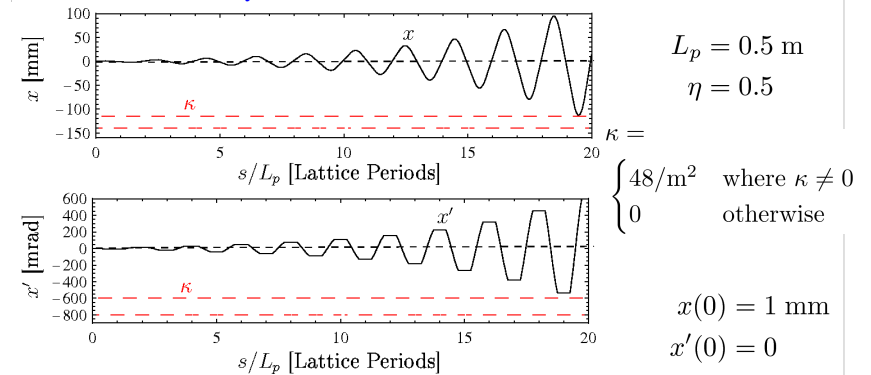 100
50
0
−50
−100
−150
x [mm]
x
κ
0 5 10 15 20
s/L_p [Lattice Periods]
600
400
200
0
−200
−400
−600
−800
x′ [mrad]
x′
κ
0 5 10 15 20
s/L_p [Lattice Periods]
L_p = 0.5 m
η = 0.5
κ =
{48/m² where κ ≠ 0
0 otherwise
x(0) = 1 mm
x′(0) = 0